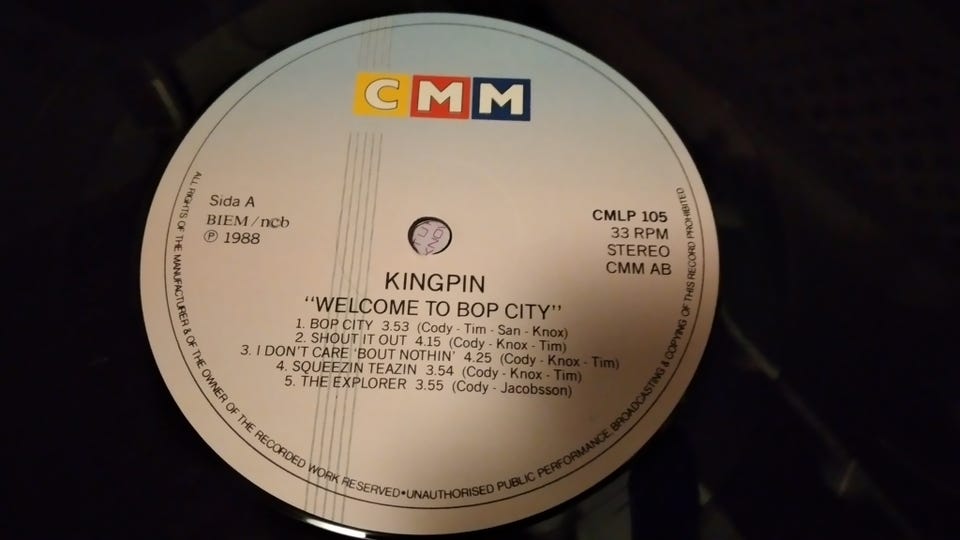 CMM
Sida A
BIEM/ncb
℗ 1988
CMLP 105
33 RPM
STEREO
CMM AB
KINGPIN
"WELCOME TO BOP CITY"
1. BOP CITY 3.53 (Cody - Tim - San - Knox)
2. SHOUT IT OUT 4.15 (Cody - Knox - Tim)
3. I DON'T CARE 'BOUT NOTHIN' 4.25 (Cody - Knox - Tim)
4. SQUEEZIN TEAZIN 3.54 (Cody - Knox - Tim)
5. THE EXPLORER 3.55 (Cody - Jacobsson)
ALL RIGHTS OF THE MANUFACTURER & OF THE OWNER OF THE RECORDED WORK RESERVED•UNAUTHORISED PUBLIC PERFORMANCE, BROADCASTING & COPYING OF THIS RECORD PROHIBITED